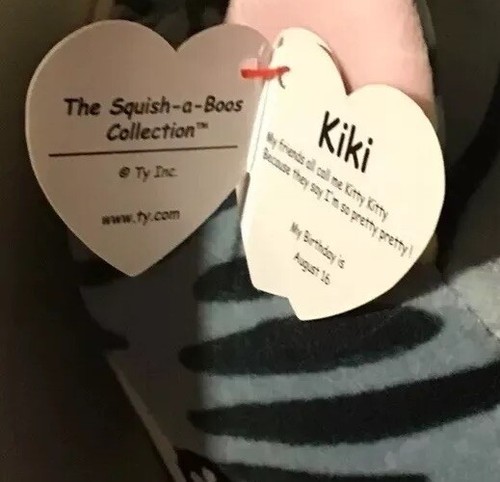 The Squish-a-Boos
Collection™
© Ty Inc.
www.ty.com
Kiki
My friends all call me Kitty Kitty
Because they say I'm so pretty pretty!
My Birthday is
August 16